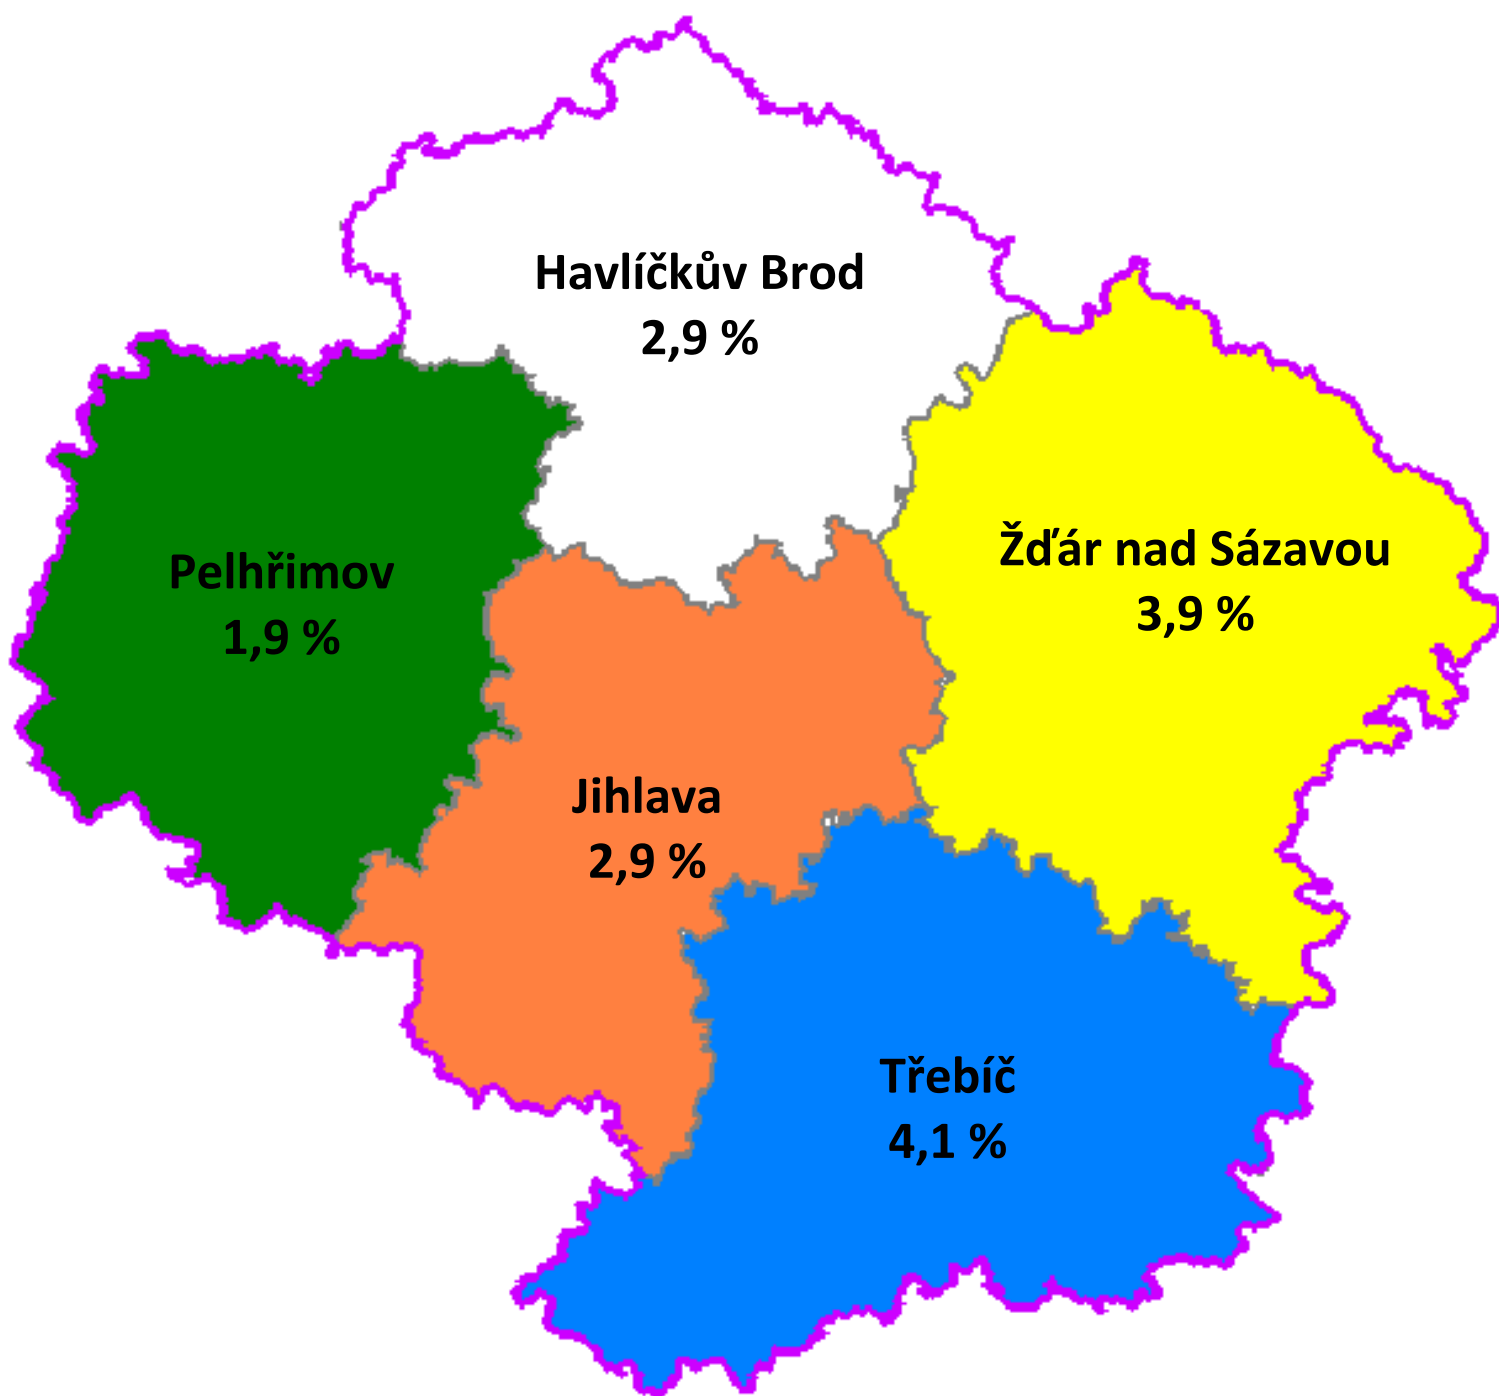 Havlíčkův Brod
2,9 %
Žďár nad Sázavou
3,9 %
Pelhřimov
1,9 %
Jihlava
2,9 %
Třebíč
4,1 %